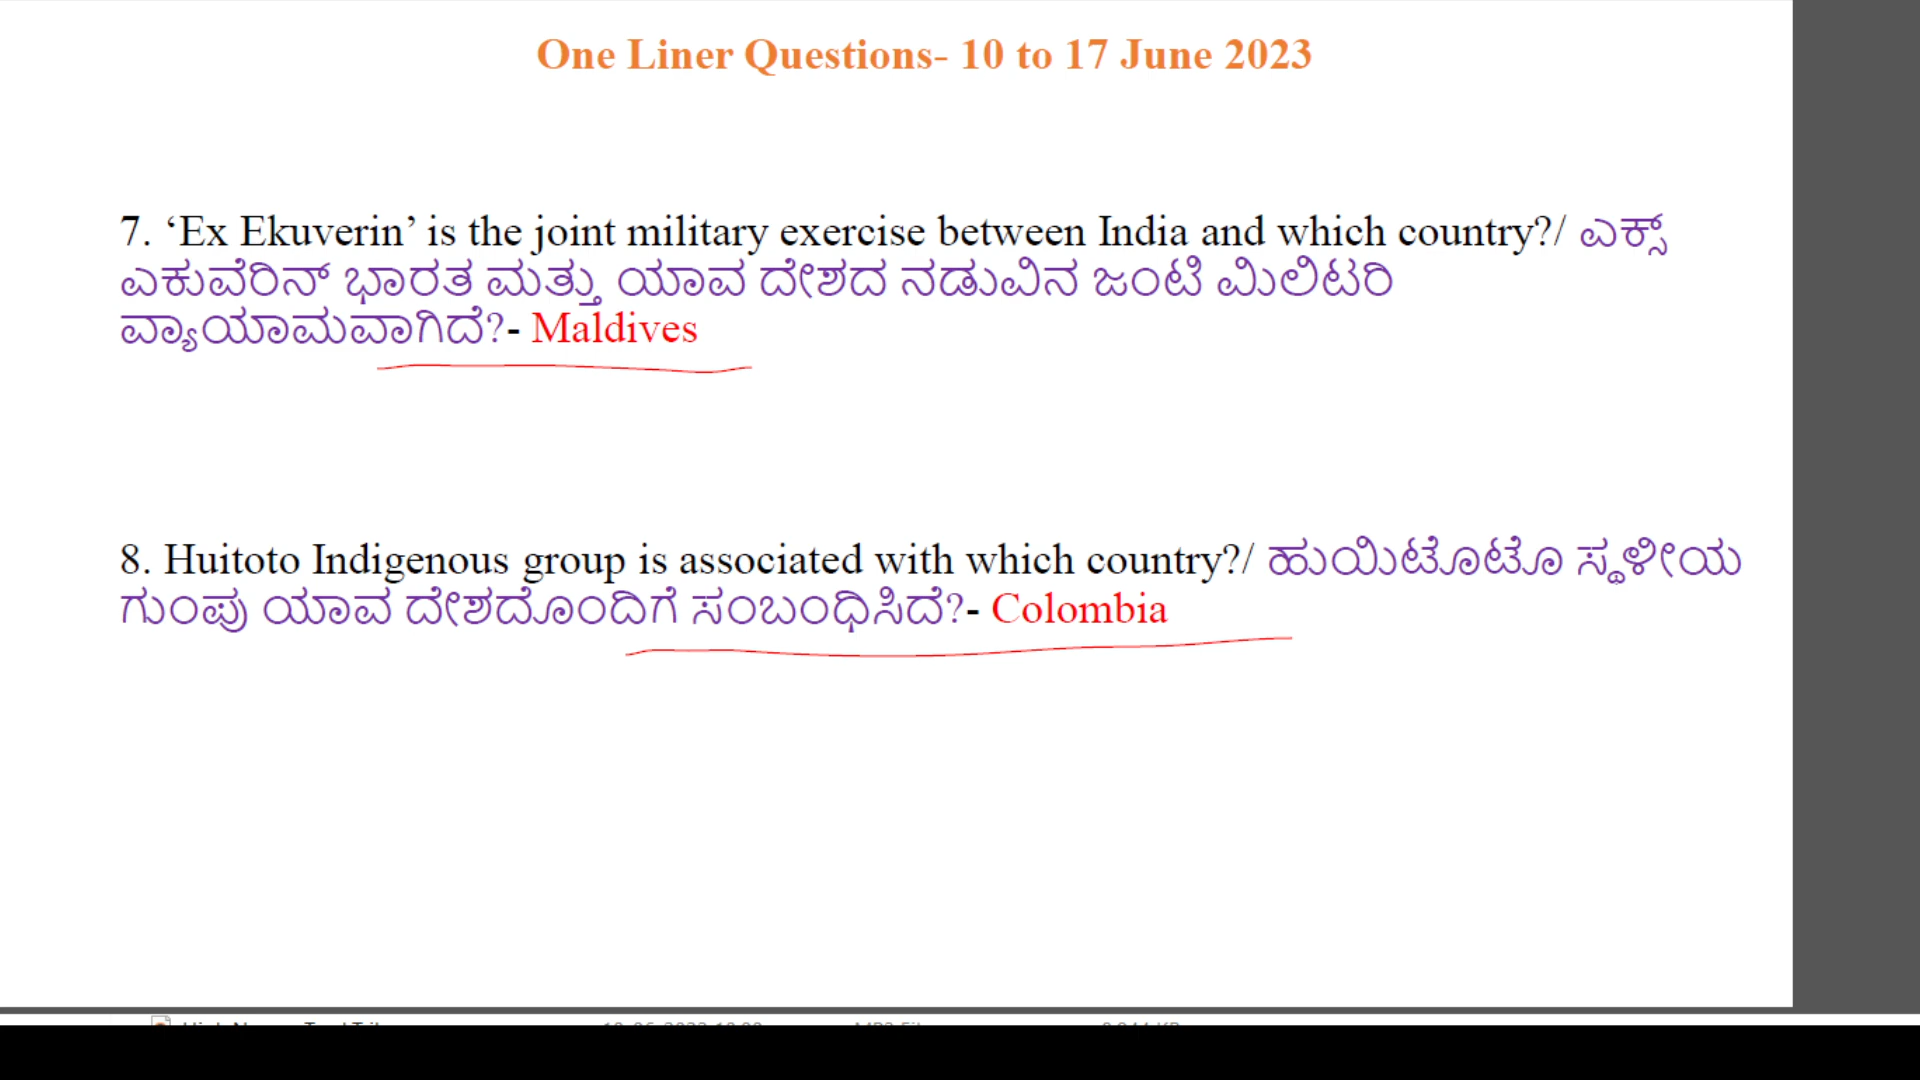 One Liner Questions- 10 to 17 June 2023
7. ‘Ex Ekuverin’ is the joint military exercise between India and which country?/ ಎಕ್ಸ್
ಎಕುವೆರಿನ್ ಭಾರತ ಮತ್ತು ಯಾವ ದೇಶದ ನಡುವಿನ ಜಂಟಿ ಮಿಲಿಟರಿ
ವ್ಯಾಯಾಮವಾಗಿದೆ?- Maldives
8. Huitoto Indigenous group is associated with which country?/ ಹುಯಿಟೊಟೊ ಸ್ಥಳೀಯ
ಗುಂಪು ಯಾವ ದೇಶದೊಂದಿಗೆ ಸಂಬಂಧಿಸಿದೆ?- Colombia